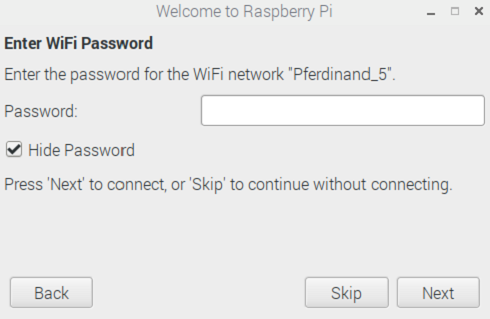 Welcome to Raspberry Pi
Enter WiFi Password
Enter the password for the WiFi network "Pferdinand_5".
Password:
Hide Password
Press 'Next' to connect, or 'Skip' to continue without connecting.
Back
Skip
Next